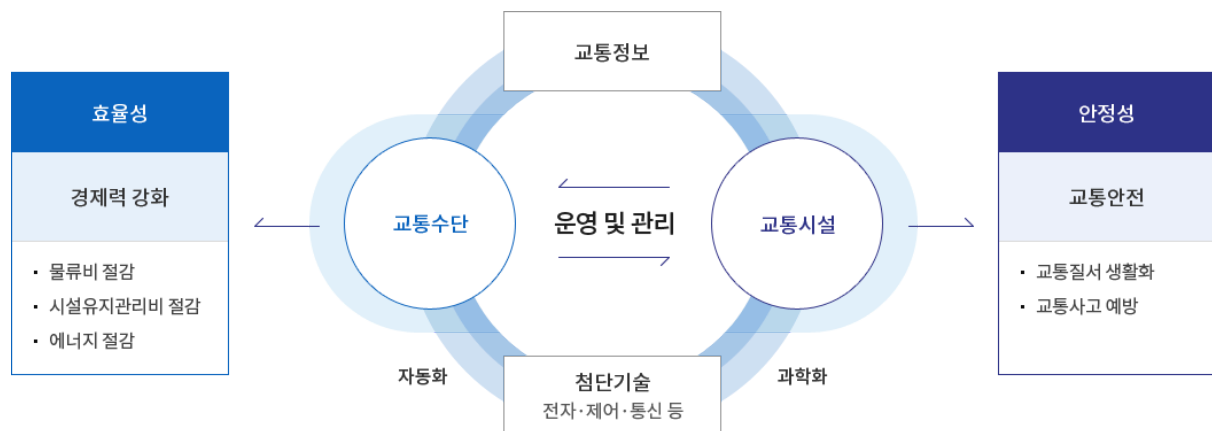 효율성
경제력 강화
▪ 물류비 절감
▪ 시설유지관리비 절감
▪ 에너지 절감
교통정보
교통수단
운영 및 관리
교통시설
자동화
첨단기술
전자·제어·통신 등
과학화
안정성
교통안전
▪ 교통질서 생활화
▪ 교통사고 예방